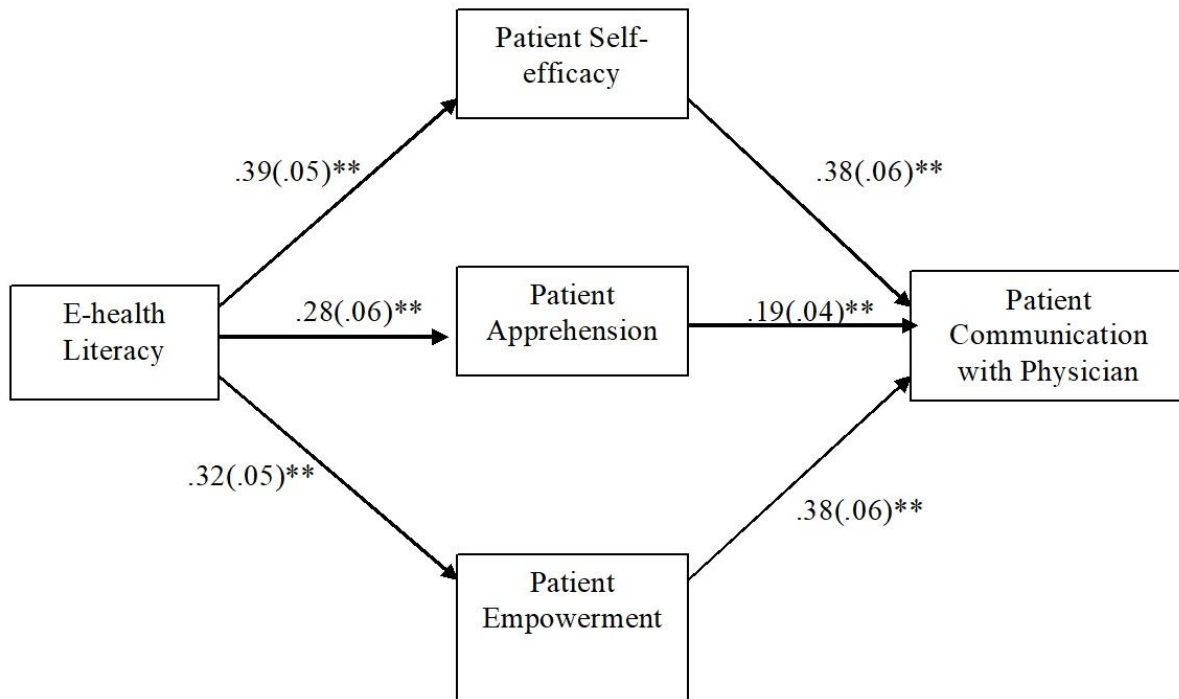 Patient Self-
efficacy
.39(.05)**
.38(.06)**
E-health
Literacy
.28(.06)**
Patient
Apprehension
.19(.04)**
Patient
Communication
with Physician
.32(.05)**
.38(.06)**
Patient
Empowerment